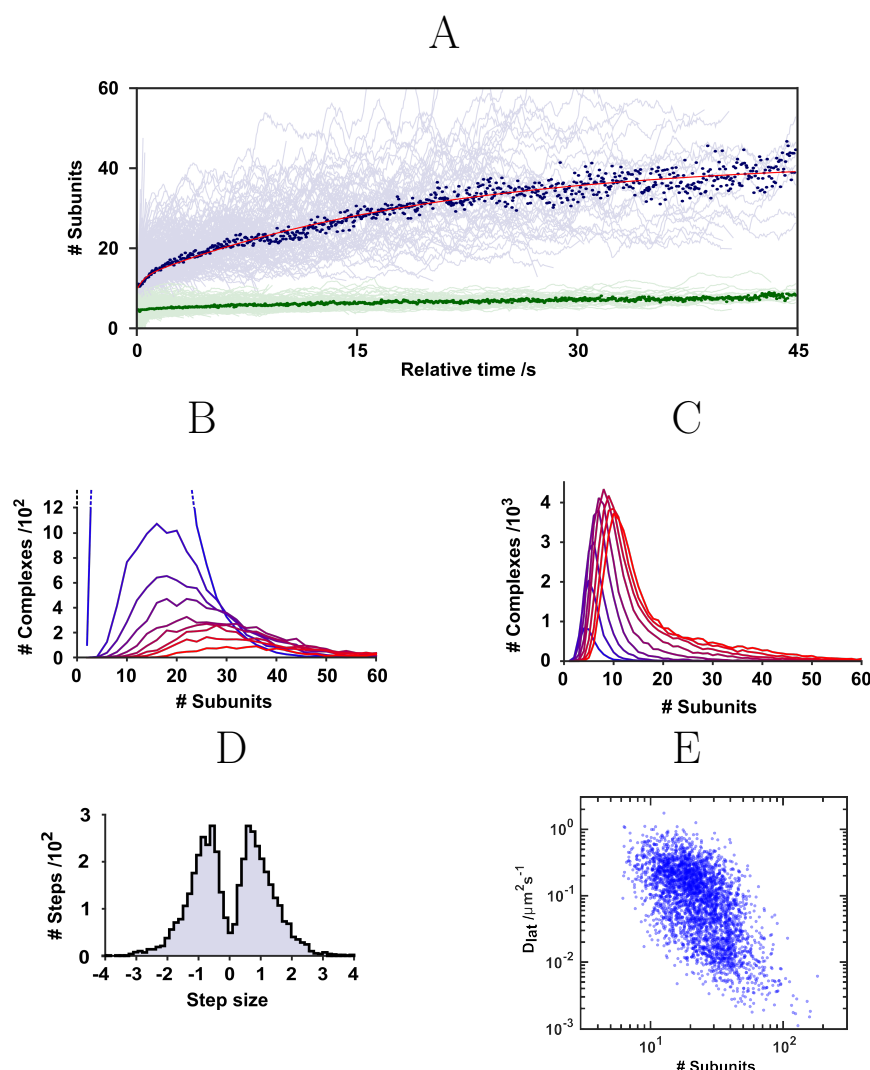 A
60
40
20
0
# Subunits
0 15 30 45
Relative time /s
B C
12
8
6
4
2
0
# Complexes /10²
0 10 20 30 40 50 60
# Subunits
4
3
2
1
0
# Complexes /10³
0 10 20 30 40 50 60
# Subunits
D E
3
2
1
0
# Steps /10²
-4 -3 -2 -1 0 1 2 3 4
Step size
10⁰
10⁻¹
10⁻²
10⁻³
Dlat /μm²s⁻¹
10¹ 10²
# Subunits